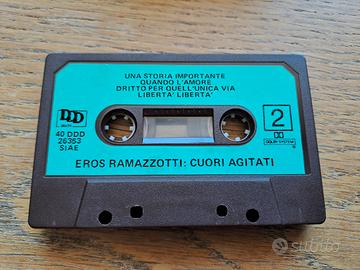 UNA STORIA IMPORTANTE
QUANDO L'AMORE
DRITTO PER QUELL'UNICA VIA
LIBERTA' LIBERTA'
DDD
40 DDD
26353
SIAE
2
DOLBY SYSTEM
EROS RAMAZZOTTI: CUORI AGITATI
subito